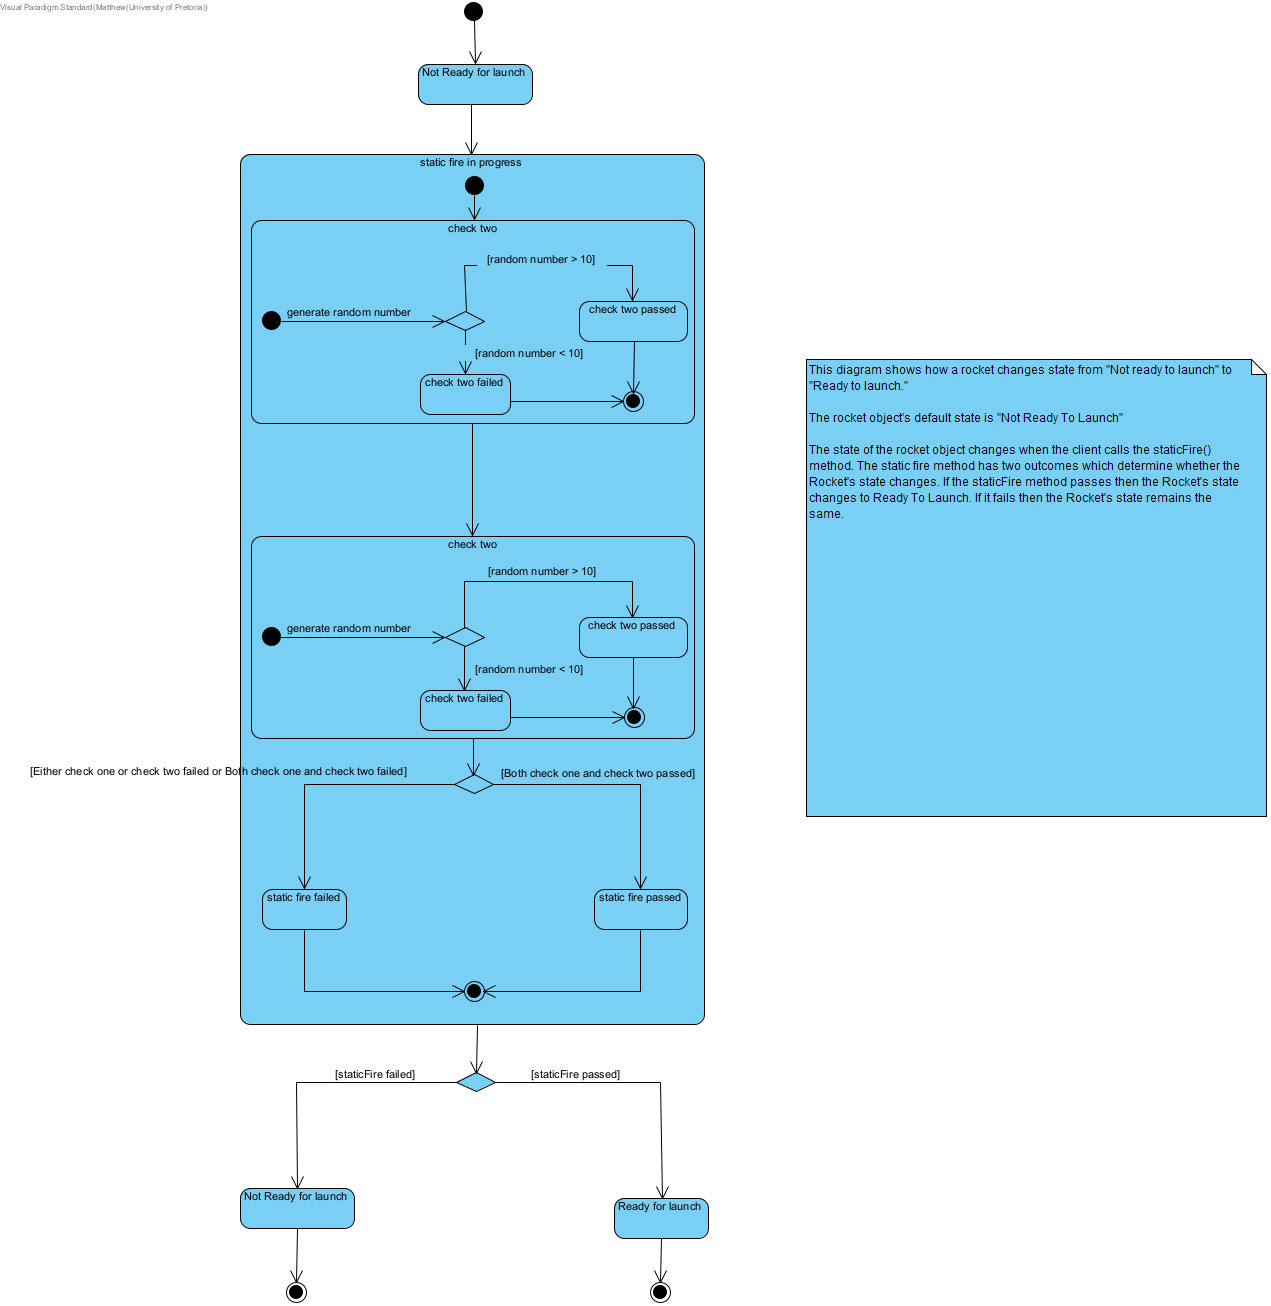 Visual Paradigm Standard(Matthew(University of Pretoria))
Not Ready for launch
static fire in progress
check two
[random number > 10]
generate random number
check two passed
[random number < 10]
check two failed
This diagram shows how a rocket changes state from "Not ready to launch" to
"Ready to launch."
The rocket object's default state is "Not Ready To Launch"
The state of the rocket object changes when the client calls the staticFire()
method. The static fire method has two outcomes which determine whether the
Rocket's state changes. If the staticFire method passes then the Rocket's state
changes to Ready To Launch. If it fails then the Rocket's state remains the
same.
check two
[random number > 10]
generate random number
check two passed
[random number < 10]
check two failed
[Either check one or check two failed or Both check one and check two failed]
[Both check one and check two passed]
static fire failed
static fire passed
[staticFire failed]
[staticFire passed]
Not Ready for launch
Ready for launch